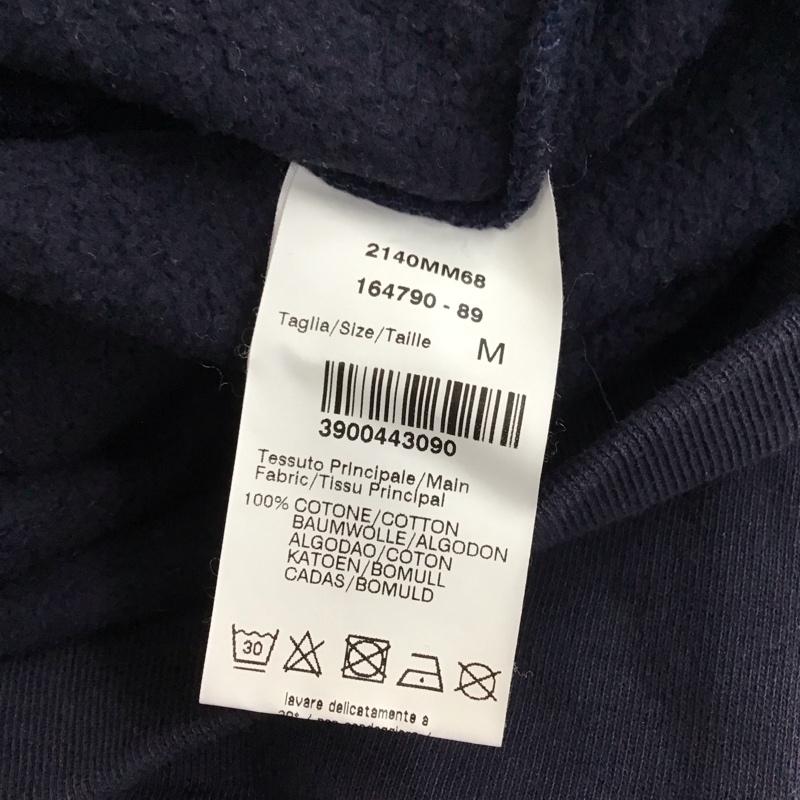 2140MM68
164790 - 89
Taglia/Size/Taille M
3900443090
Tessuto Principale/Main
Fabric/Tissu Principal
100% COTONE/COTTON
BAUMWOLLE/ALGODON
ALGODAO/COTON
KATOEN/BOMULL
CADAS/BOMULD
30
lavare delicatamente a